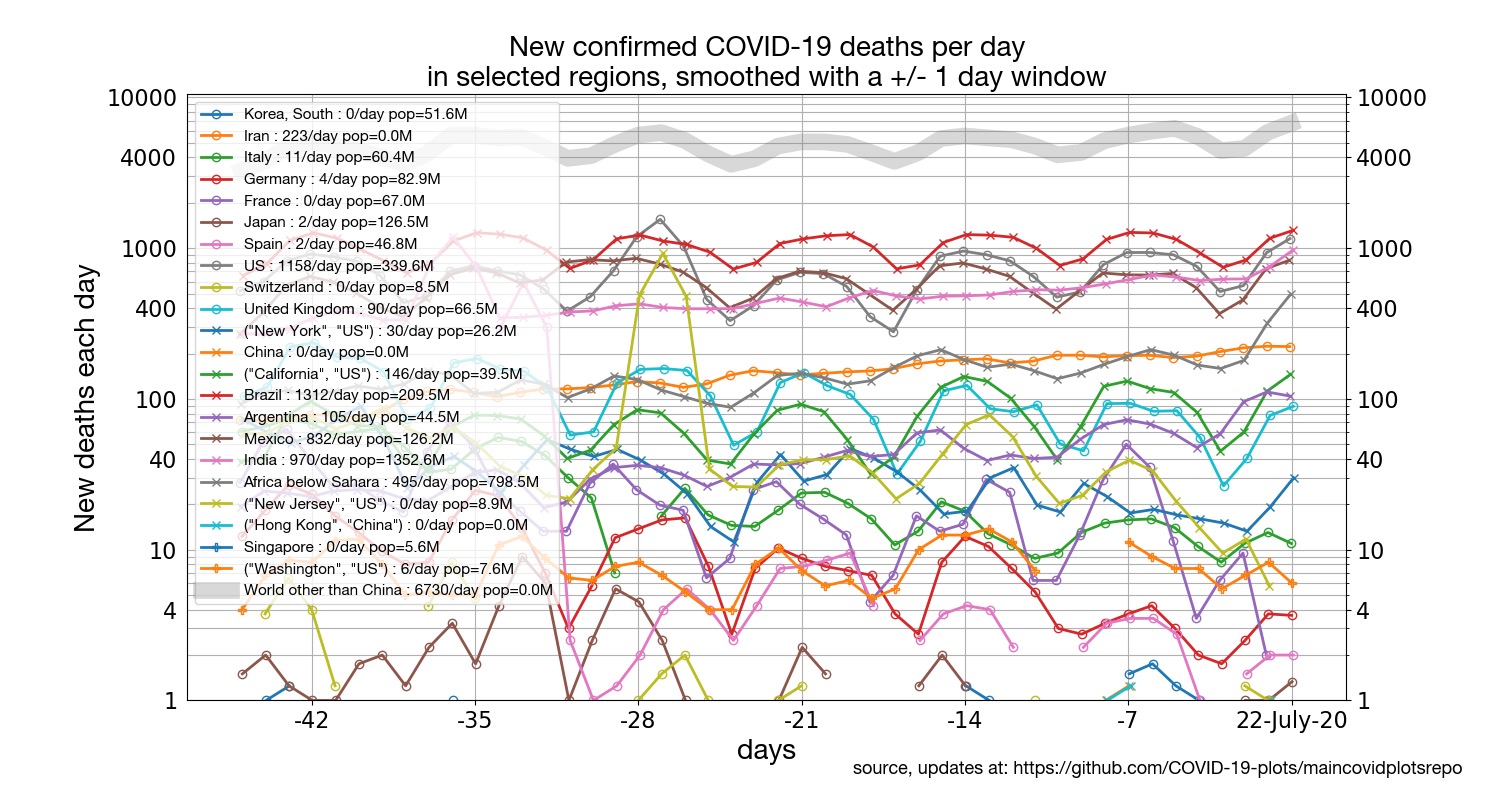 New confirmed COVID-19 deaths per day
in selected regions, smoothed with a +/- 1 day window
New deaths each day
10000
4000
1000
400
100
40
10
4
1
Korea, South : 0/day pop=51.6M
Iran : 223/day pop=0.0M
Italy : 11/day pop=60.4M
Germany : 4/day pop=82.9M
France : 0/day pop=67.0M
Japan : 2/day pop=126.5M
Spain : 2/day pop=46.8M
US : 1158/day pop=339.6M
Switzerland : 0/day pop=8.5M
United Kingdom : 90/day pop=66.5M
("New York", "US") : 30/day pop=26.2M
China : 0/day pop=0.0M
("California", "US") : 146/day pop=39.5M
Brazil : 1312/day pop=209.5M
Argentina : 105/day pop=44.5M
Mexico : 832/day pop=126.2M
India : 970/day pop=1352.6M
Africa below Sahara : 495/day pop=798.5M
("New Jersey", "US") : 0/day pop=8.9M
("Hong Kong", "China") : 0/day pop=0.0M
Singapore : 0/day pop=5.6M
("Washington", "US") : 6/day pop=7.6M
World other than China : 6730/day pop=0.0M
10000
4000
1000
400
100
40
10
4
1
-42 -35 -28 -21 -14 -7 22-July-20
days
source, updates at: https://github.com/COVID-19-plots/maincovidplotsrepo